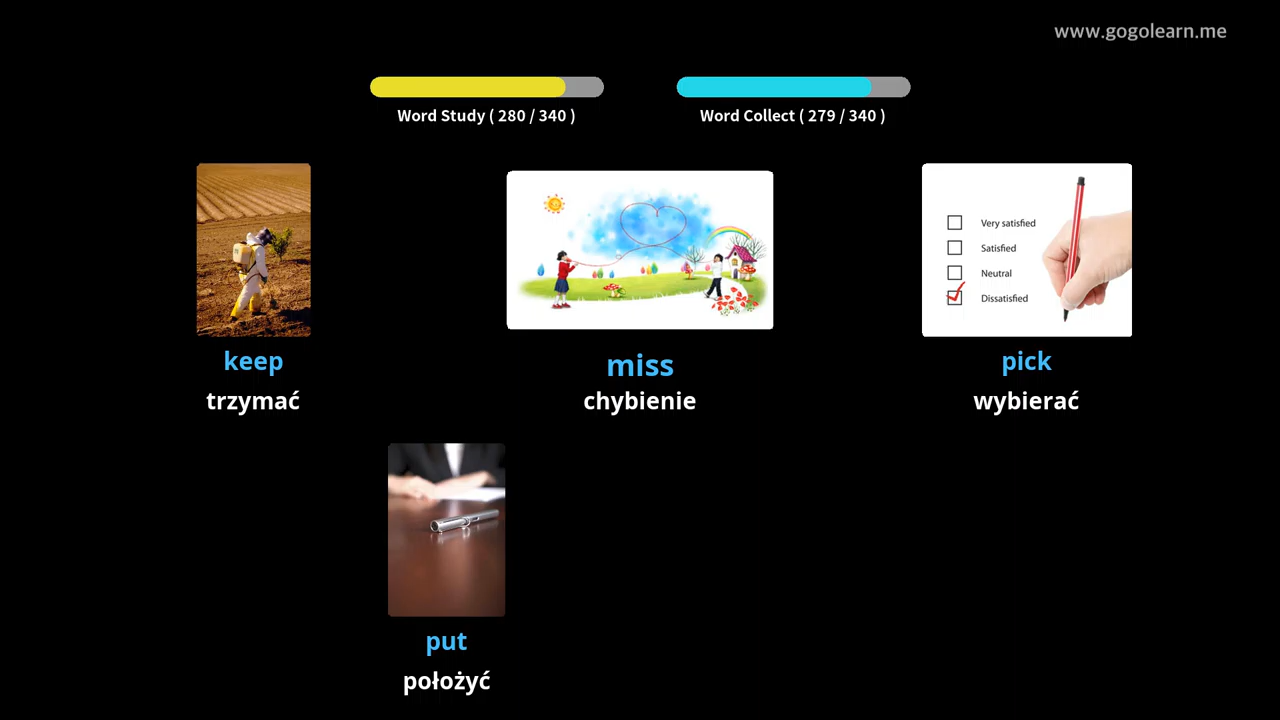 www.gogolearn.me
Word Study ( 280 / 340 )
Word Collect ( 279 / 340 )
Very satisfied
Satisfied
Neutral
Dissatisfied
keep
miss
pick
trzymać
chybienie
wybierać
put
położyć